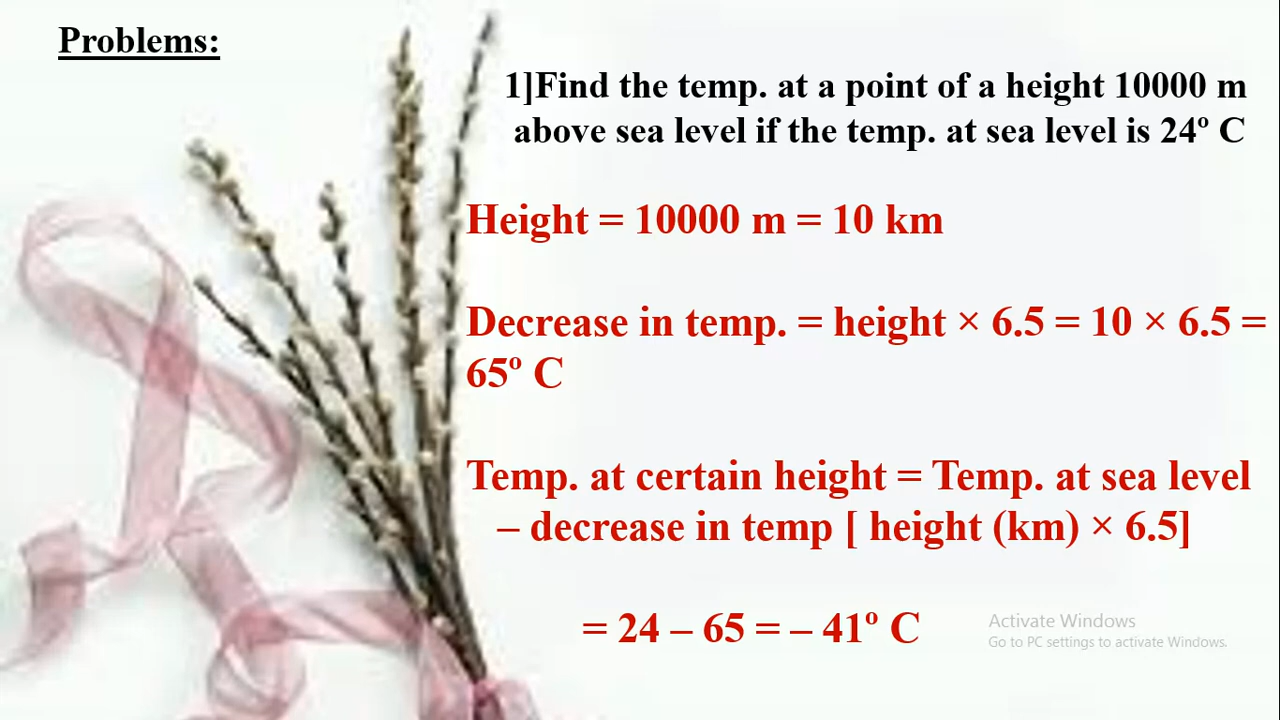 Problems:
1]Find the temp. at a point of a height 10000 m
above sea level if the temp. at sea level is 24º C
Height = 10000 m = 10 km
Decrease in temp. = height × 6.5 = 10 × 6.5 =
65º C
Temp. at certain height = Temp. at sea level
– decrease in temp [ height (km) × 6.5]
= 24 – 65 = – 41º C
Activate Windows
Go to PC settings to activate Windows.